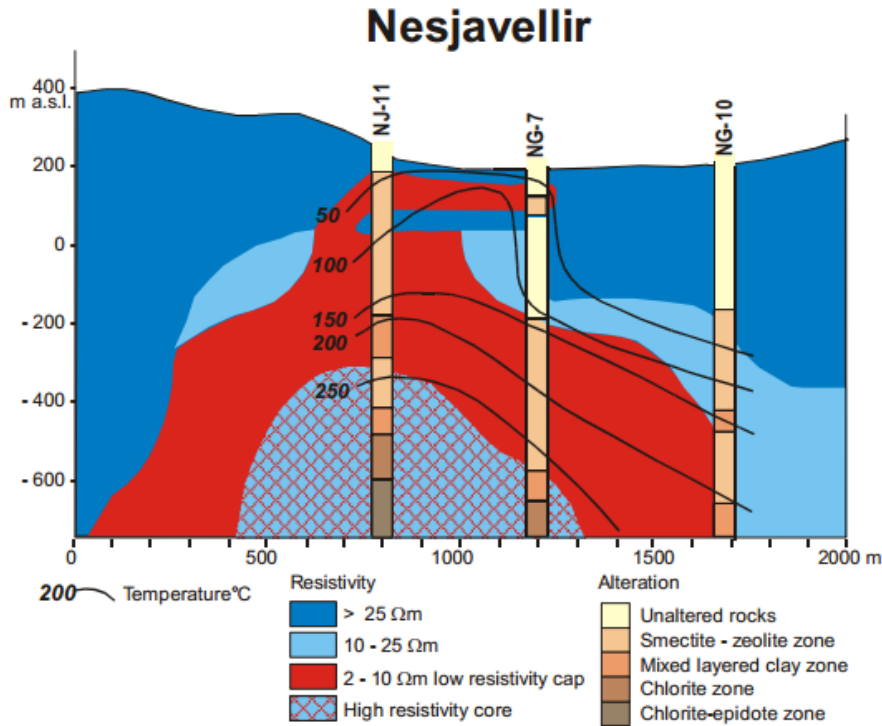 Nesjavellir
400
m a.s.l.
200
0
- 200
- 400
- 600
NJ-11
NG-7
NG-10
50
100
150
200
250
0 500 1000 1500 2000 m
200 Temperature°C
Resistivity
> 25 Ωm
10 - 25 Ωm
2 - 10 Ωm low resistivity cap
High resistivity core
Alteration
Unaltered rocks
Smectite - zeolite zone
Mixed layered clay zone
Chlorite zone
Chlorite-epidote zone